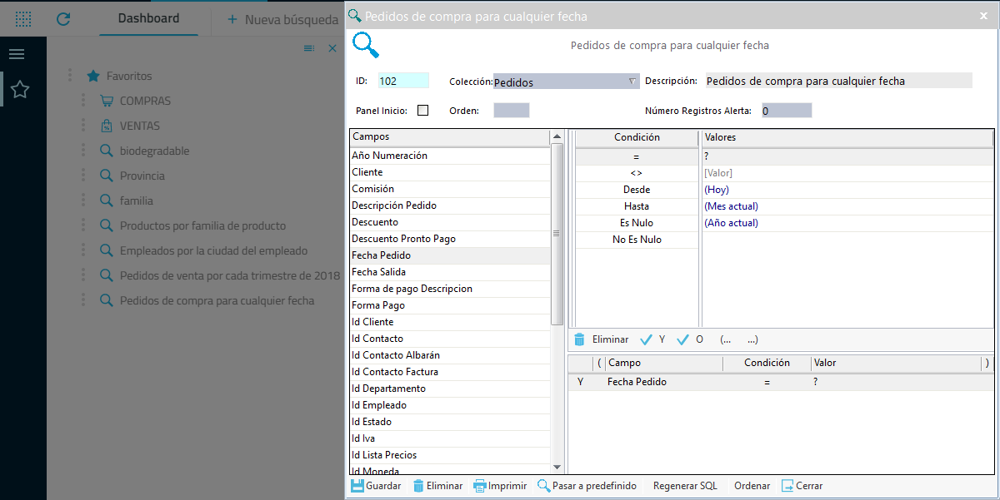 Dashboard
+ Nueva búsqueda
Favoritos
COMPRAS
VENTAS
biodegradable
Provincia
familia
Productos por familia de producto
Empleados por la ciudad del empleado
Pedidos de venta por cada trimestre de 2018
Pedidos de compra para cualquier fecha
Pedidos de compra para cualquier fecha
Pedidos de compra para cualquier fecha
ID: 102 Colección: Pedidos Descripción: Pedidos de compra para cualquier fecha
Panel Inicio: Orden: Número Registros Alerta: 0
Campos
Año Numeración
Cliente
Comisión
Descripción Pedido
Descuento
Descuento Pronto Pago
Fecha Pedido
Fecha Salida
Forma de pago Descripcion
Forma Pago
Id Cliente
Id Contacto
Id Contacto Albarán
Id Contacto Factura
Id Departamento
Id Empleado
Id Estado
Id Iva
Id Lista Precios
Id Moneda
Condición Valores
= ?
<> [Valor]
Desde (Hoy)
Hasta (Mes actual)
Es Nulo (Año actual)
No Es Nulo
Eliminar Y O (... ...)
( Campo Condición Valor )
Y Fecha Pedido = ?
Guardar Eliminar Imprimir Pasar a predefinido Regenerar SQL Ordenar Cerrar